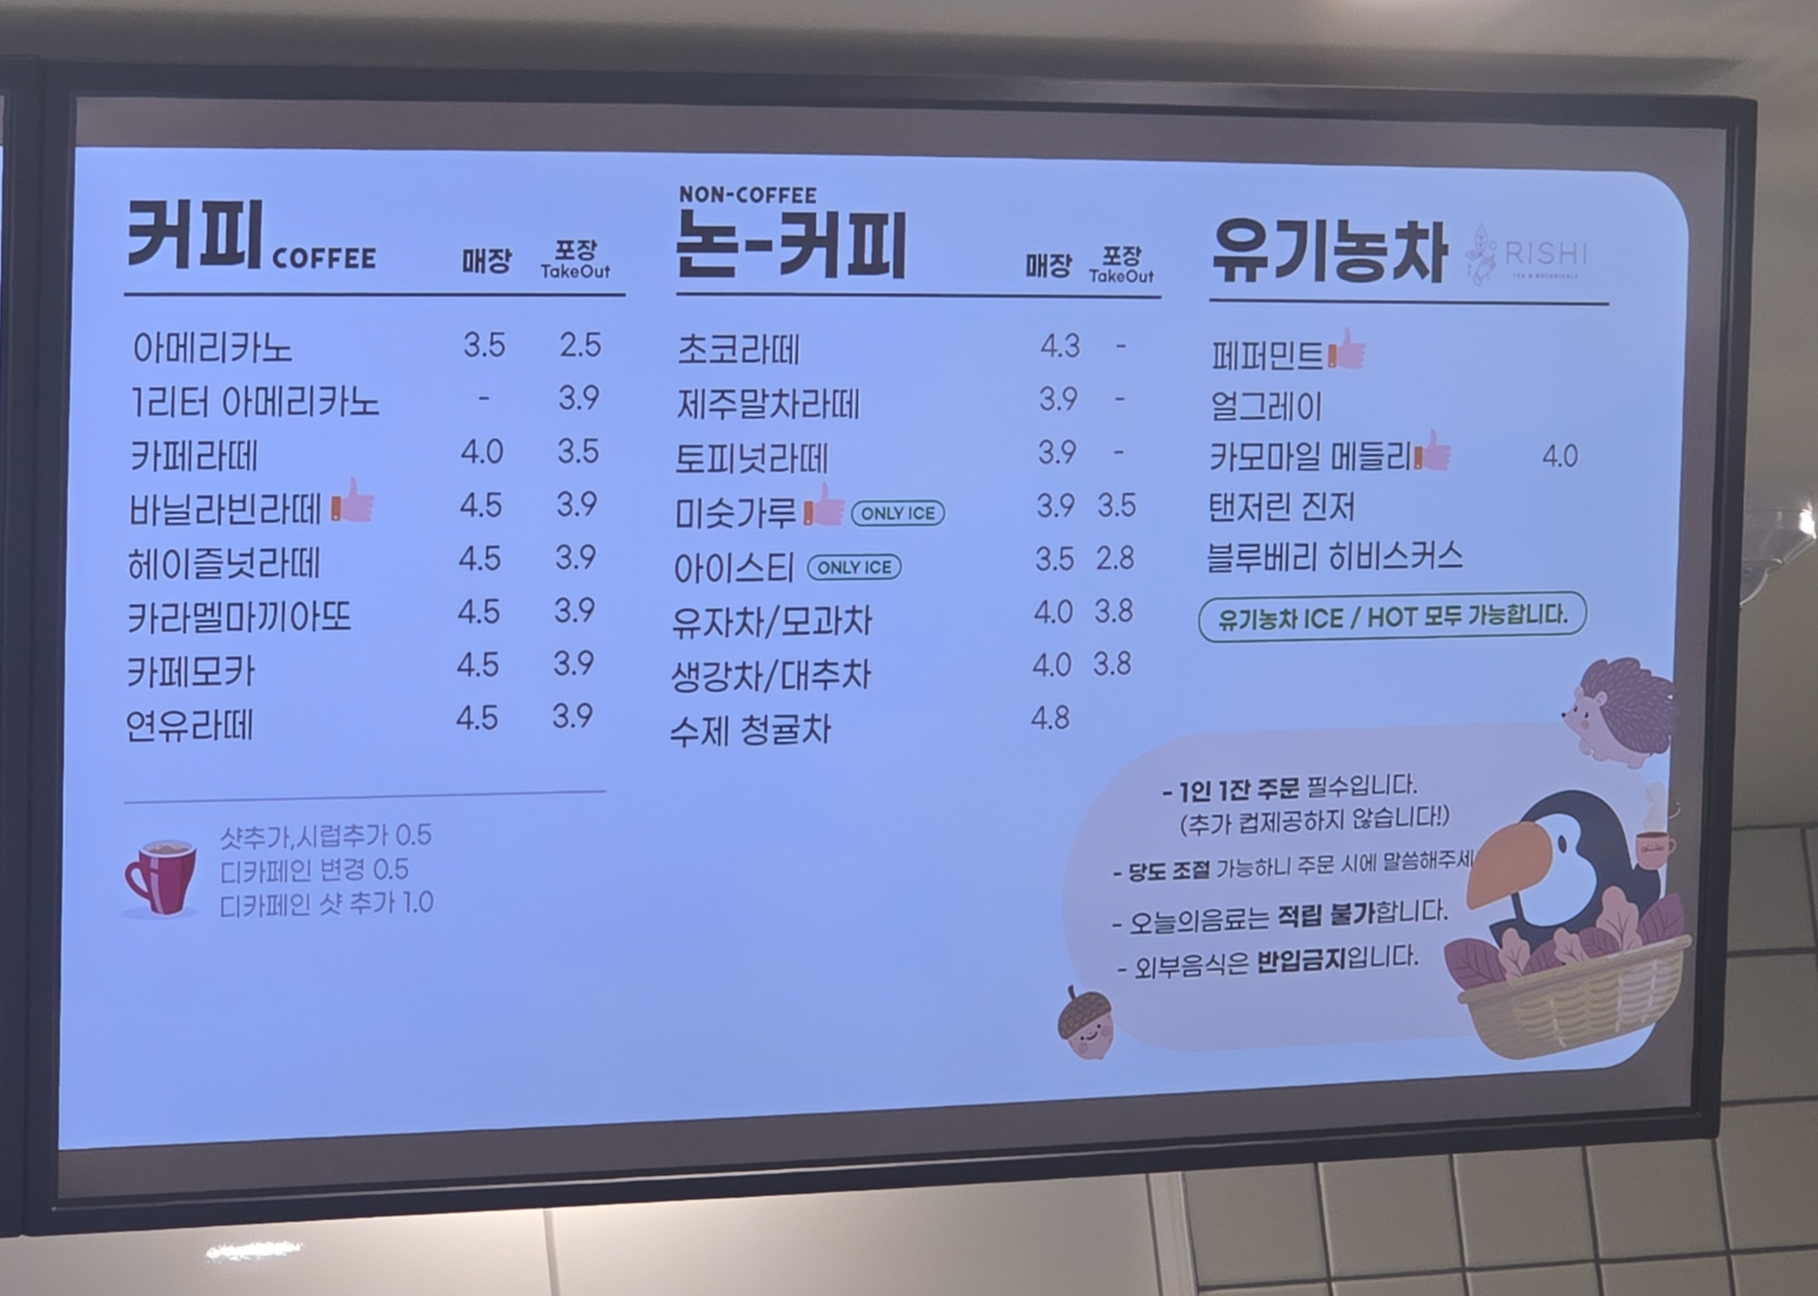 커피 COFFEE 매장 포장 TakeOut
아메리카노 3.5 2.5
1리터 아메리카노 - 3.9
카페라떼 4.0 3.5
바닐라빈라떼 4.5 3.9
헤이즐넛라떼 4.5 3.9
카라멜마끼아또 4.5 3.9
카페모카 4.5 3.9
연유라떼 4.5 3.9
샷추가,시럽추가 0.5
디카페인 변경 0.5
디카페인 샷 추가 1.0
NON-COFFEE
논-커피 매장 포장 TakeOut
초코라떼 4.3 -
제주말차라떼 3.9 -
토피넛라떼 3.9 -
미숫가루 ONLY ICE 3.9 3.5
아이스티 ONLY ICE 3.5 2.8
유자차/모과차 4.0 3.8
생강차/대추차 4.0 3.8
수제 청귤차 4.8
유기농차 RISHI
TEA & BOTANICALS
페퍼민트
얼그레이
카모마일 메들리 4.0
탠저린 진저
블루베리 히비스커스
유기농차 ICE / HOT 모두 가능합니다.
- 1인 1잔 주문 필수입니다.
(추가 컵제공하지 않습니다!)
- 당도 조절 가능하니 주문 시에 말씀해주세
- 오늘의음료는 적립 불가합니다.
- 외부음식은 반입금지입니다.